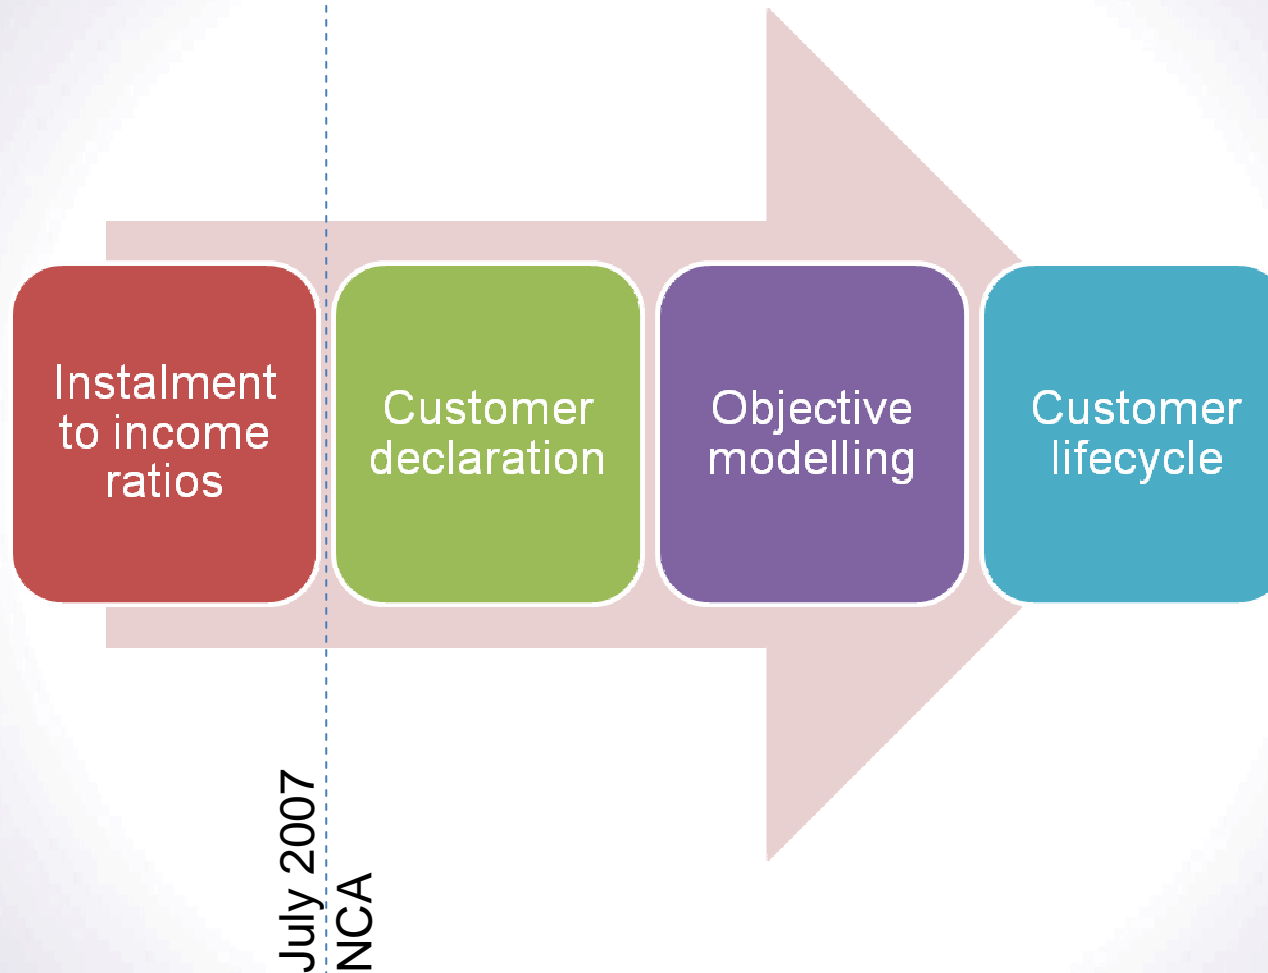 Instalment
to income
ratios
Customer
declaration
Objective
modelling
Customer
lifecycle
July 2007
NCA